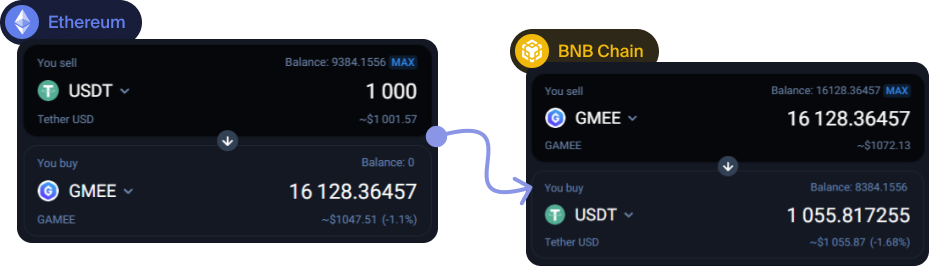 Ethereum
You sell
Balance: 9384.1556 MAX
USDT
1 000
Tether USD
~$1 001.57
You buy
Balance: 0
GMEE
16 128.36457
GAMEE
~$1047.51 (-1.1%)
BNB Chain
You sell
Balance: 16128.36457 MAX
GMEE
16 128.36457
GAMEE
~$1072.13
You buy
Balance: 8384.1556
USDT
1 055.817255
Tether USD
~$1 055.87 (-1.68%)